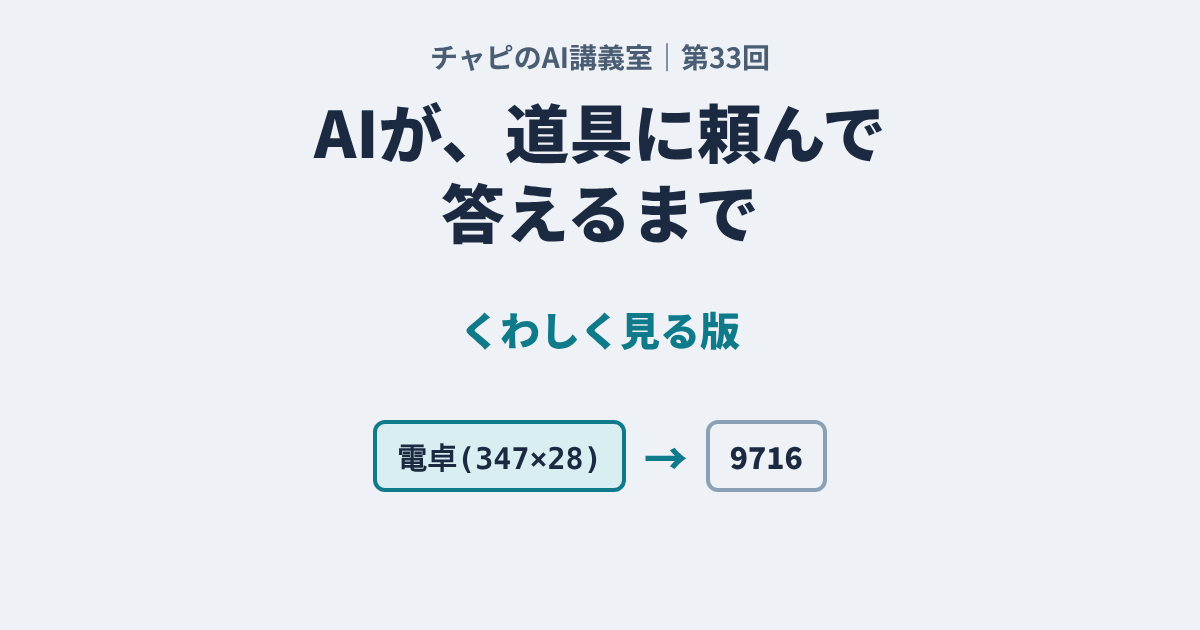 チャピのAI講義室｜第33回
AIが、道具に頼んで
答えるまで
くわしく見る版
電卓(347×28) → 9716